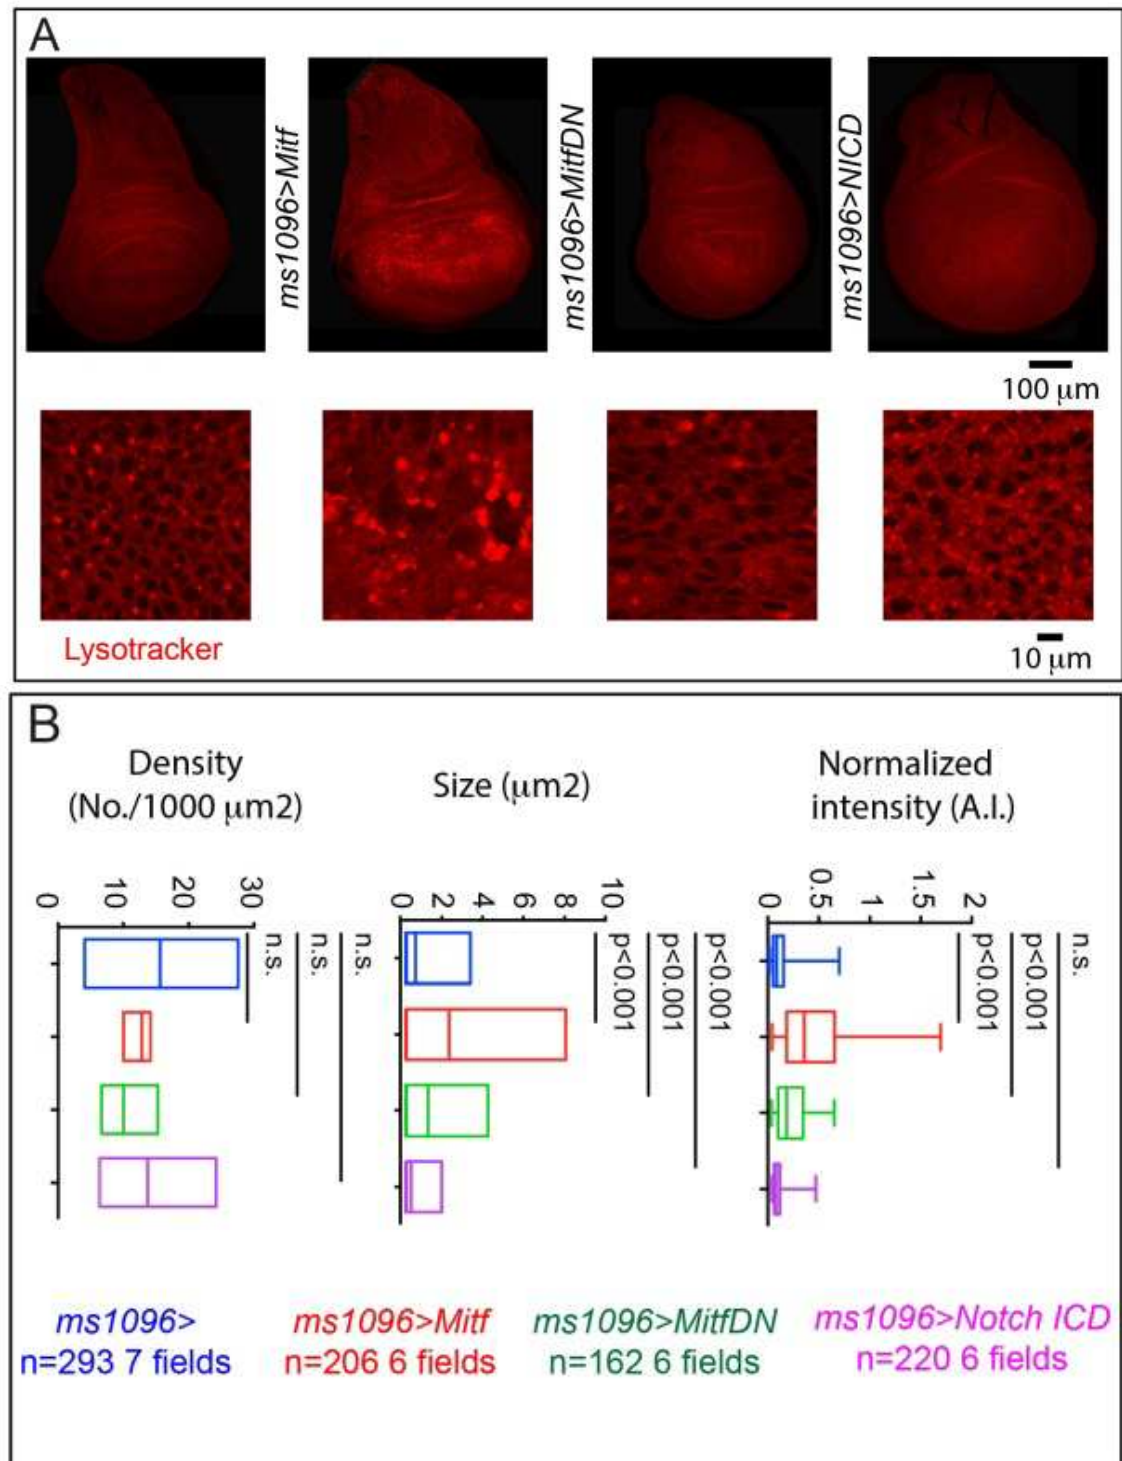 A
ms1096>Mitf
ms1096>MitfDN
ms1096>NICD
100 μm
Lysotracker
10 μm
B
Density
(No./1000 μm2)
Size (μm2)
Normalized
intensity (A.I.)
0
10
20
30
n.s.
n.s.
n.s.
0
2
4
6
8
10
p<0.001
p<0.001
p<0.001
0
0.5
1
1.5
2
p<0.001
p<0.001
n.s.
ms1096>
n=293 7 fields
ms1096>Mitf
n=206 6 fields
ms1096>MitfDN
n=162 6 fields
ms1096>Notch ICD
n=220 6 fields